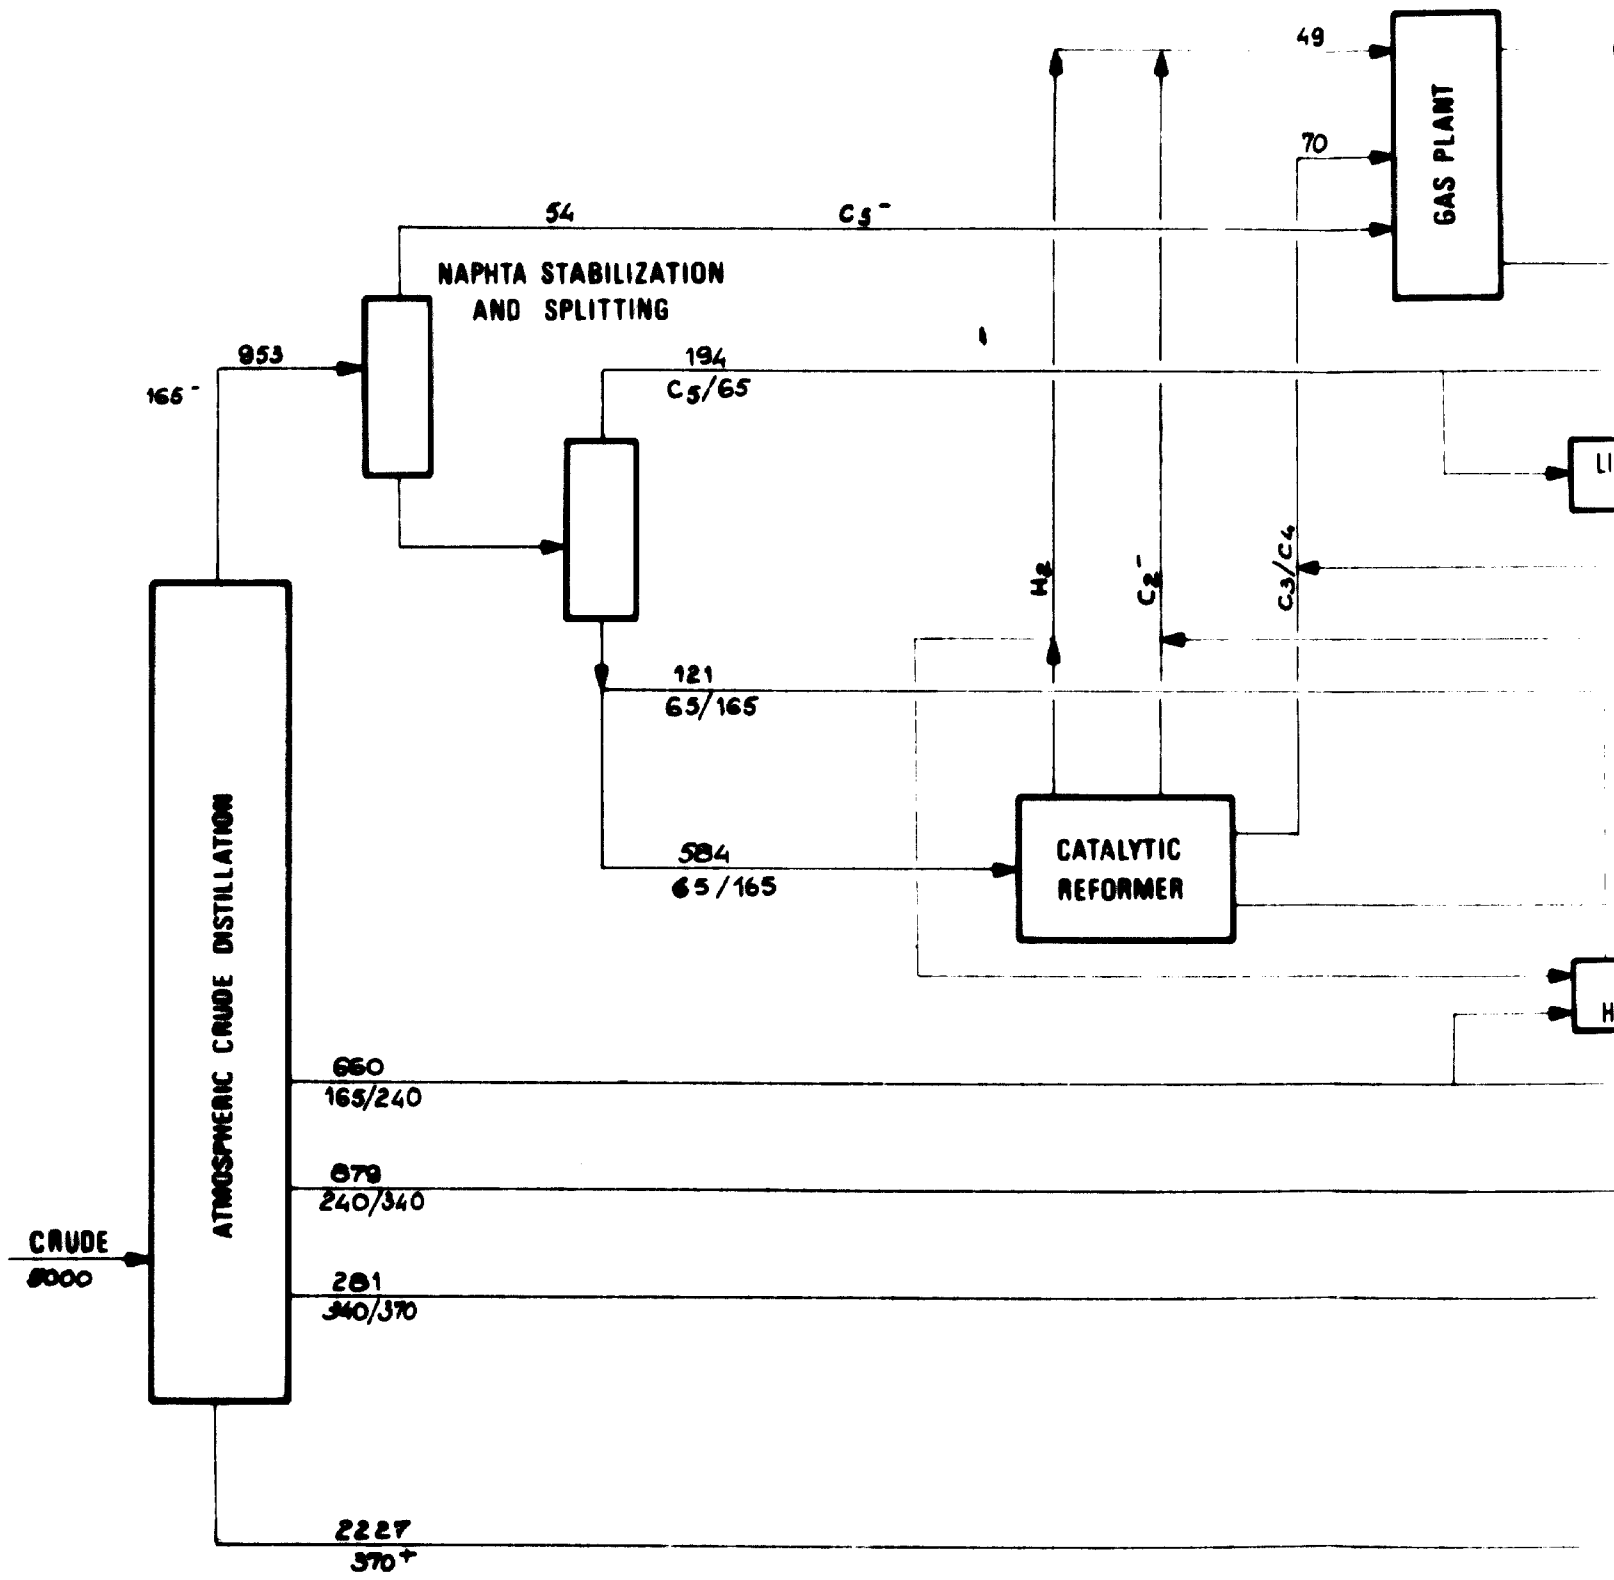 49
GAS PLANT
70
54
C5-
NAPHTA STABILIZATION
AND SPLITTING
953
165-
194
C5/65
LI
H2
C2-
C3/C4
121
65/165
584
65/165
CATALYTIC
REFORMER
H
ATMOSPHERIC CRUDE DISTILLATION
660
165/240
879
240/340
CRUDE
5000
281
340/370
2227
370+